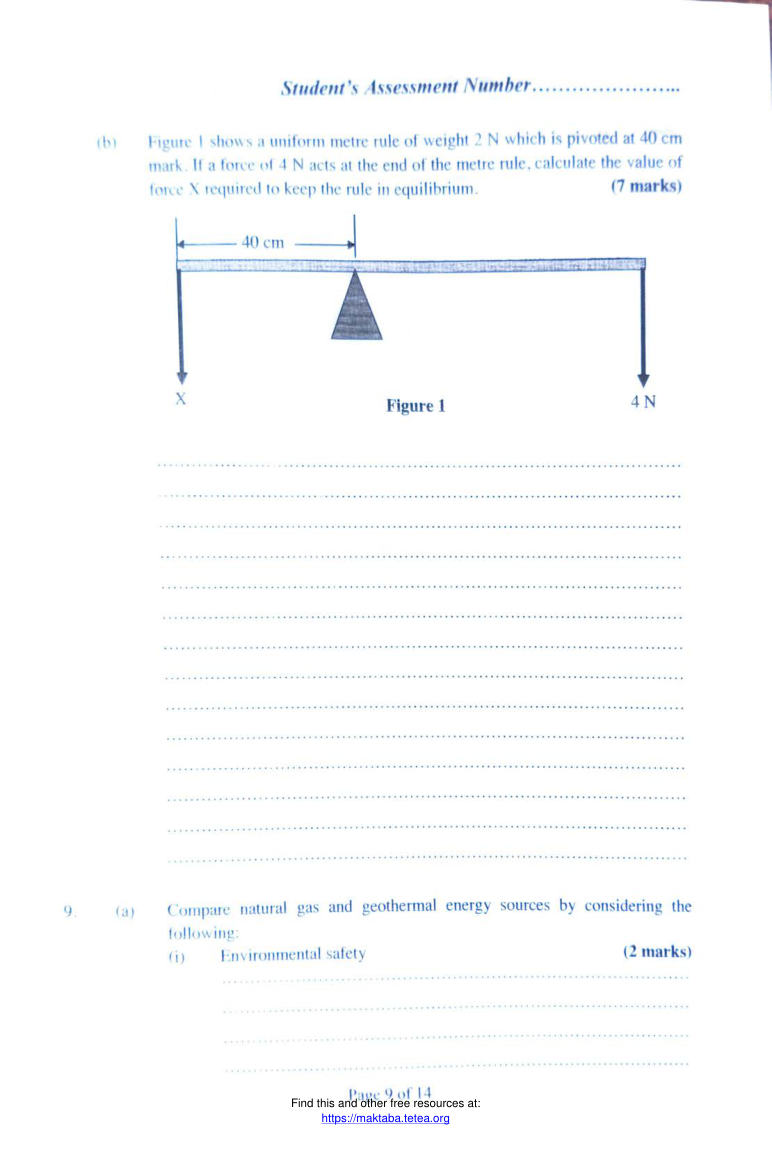 Student's Assessment Number........................
(b) Figure 1 shows a uniform metre rule of weight 2 N which is pivoted at 40 cm
mark. If a force of 4 N acts at the end of the metre rule, calculate the value of
force X required to keep the rule in equilibrium. (7 marks)
40 cm
X
4 N
Figure 1
9. (a) Compare natural gas and geothermal energy sources by considering the
following:
(i) Environmental safety (2 marks)
Page 9 of 14
Find this and other free resources at:
https://maktaba.tetea.org